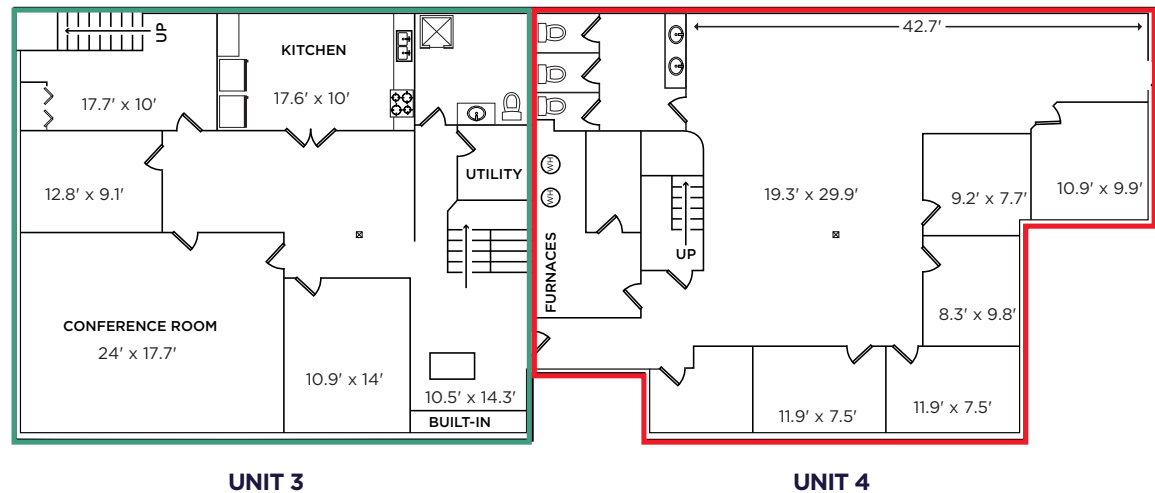 UP
KITCHEN
17.7' x 10'
17.6' x 10'
12.8' x 9.1'
UTILITY
CONFERENCE ROOM
24' x 17.7'
10.9' x 14'
10.5' x 14.3'
BUILT-IN
UNIT 3
42.7'
WH
WH
FURNACES
UP
19.3' x 29.9'
9.2' x 7.7'
10.9' x 9.9'
8.3' x 9.8'
11.9' x 7.5'
11.9' x 7.5'
UNIT 4